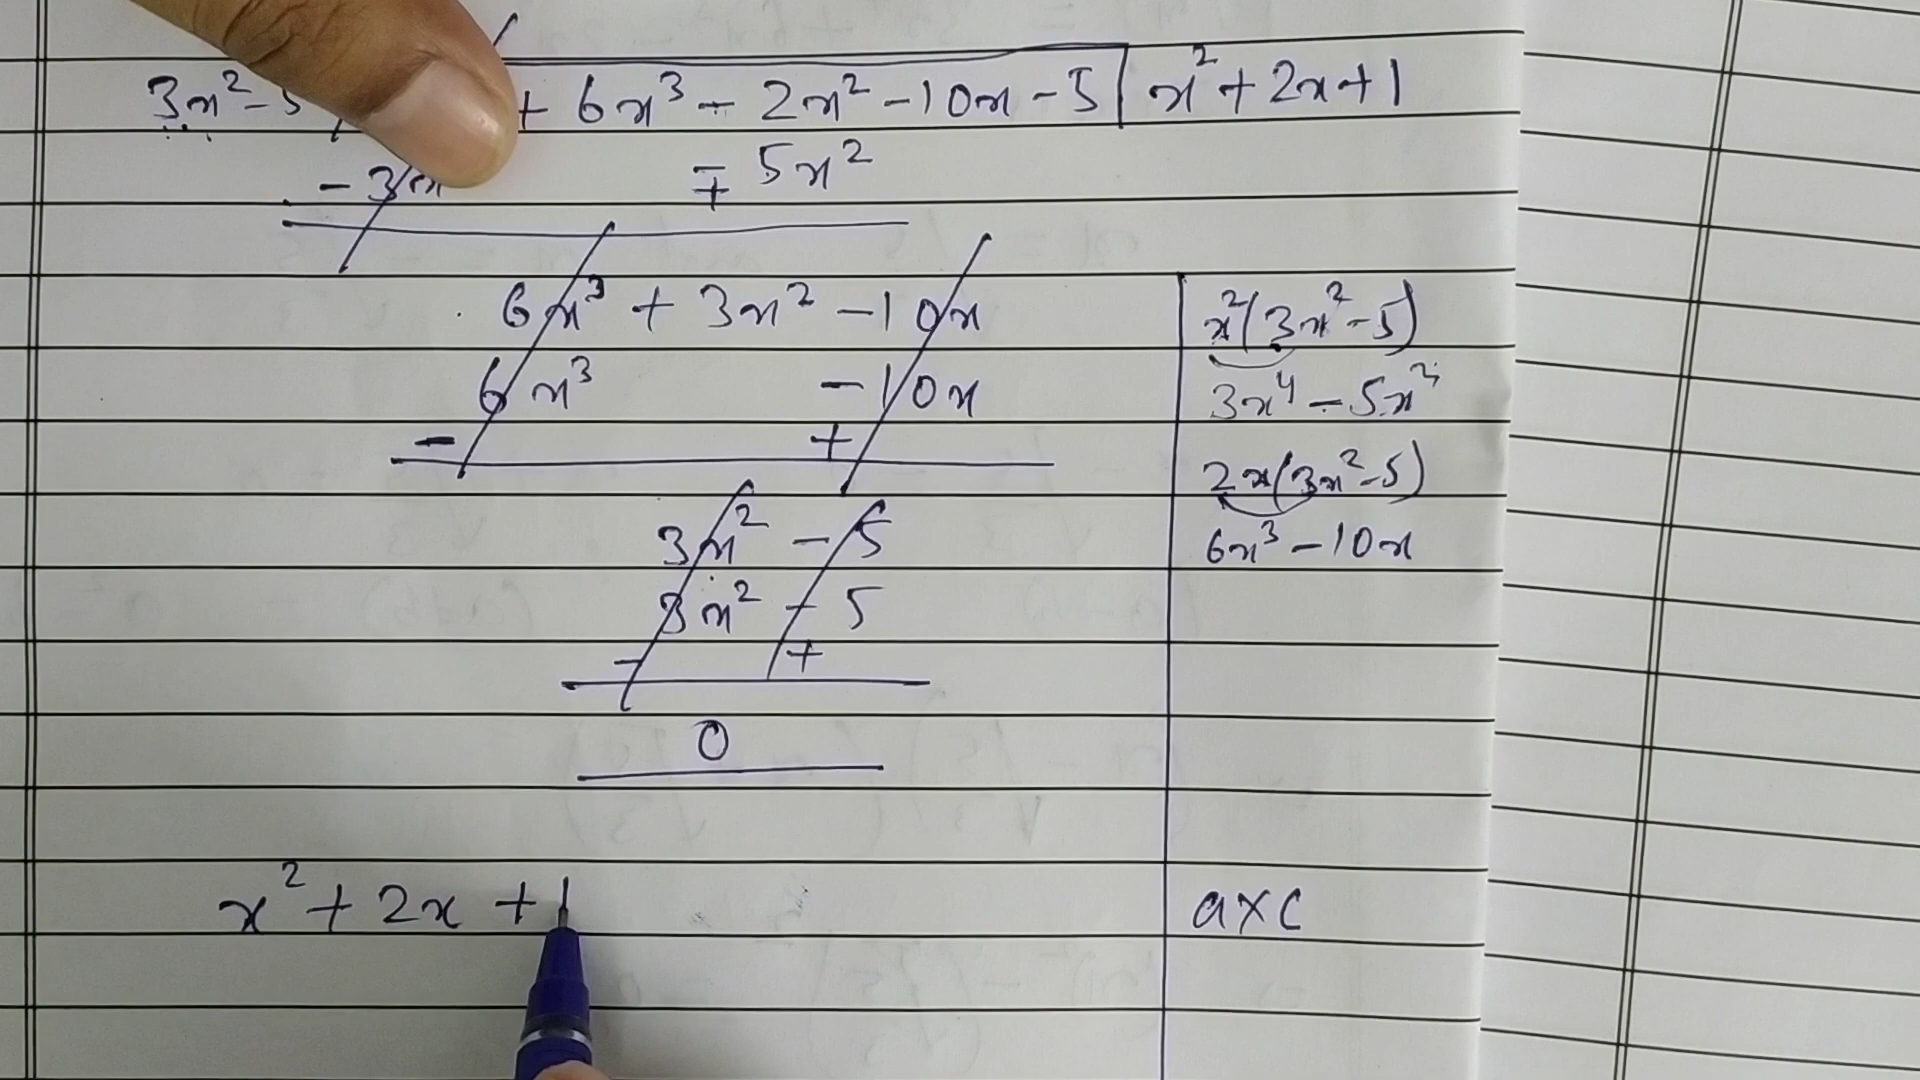 3x² - 5 + 6x³ - 2x² - 10x - 5 | x² + 2x + 1
- 3x ∓ 5x²
6x³ + 3x² - 10x
6x³ - 10x
- +
3x² - 5
3x² - 5
- +
0
x²(3x² - 5)
3x⁴ - 5x²
2x(3x² - 5)
6x³ - 10x
x² + 2x + 1
a×c